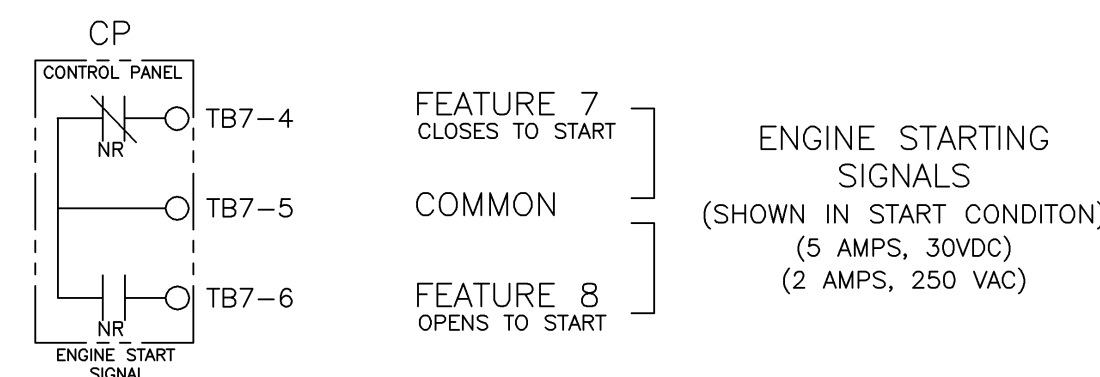 CP
CONTROL PANEL
TB7-4
NR
TB7-5
TB7-6
NR
ENGINE START
SIGNAL
FEATURE 7
CLOSES TO START
COMMON
FEATURE 8
OPENS TO START
ENGINE STARTING
SIGNALS
(SHOWN IN START CONDITON)
(5 AMPS, 30VDC)
(2 AMPS, 250 VAC)